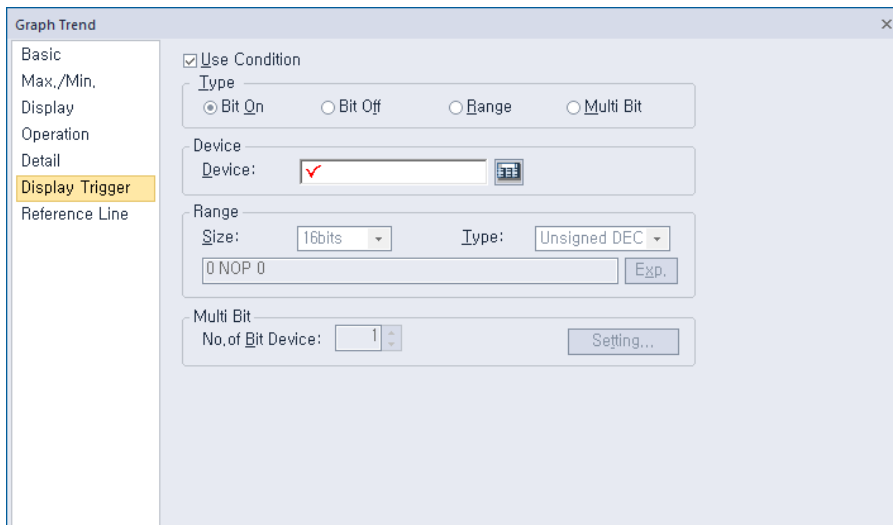 Graph Trend
Basic
Max./Min.
Display
Operation
Detail
Display Trigger
Reference Line
Use Condition
Type
Bit On
Bit Off
Range
Multi Bit
Device
Device:
Range
Size:
16bits
Type:
Unsigned DEC
0 NOP 0
Exp.
Multi Bit
No.of Bit Device:
1
Setting...